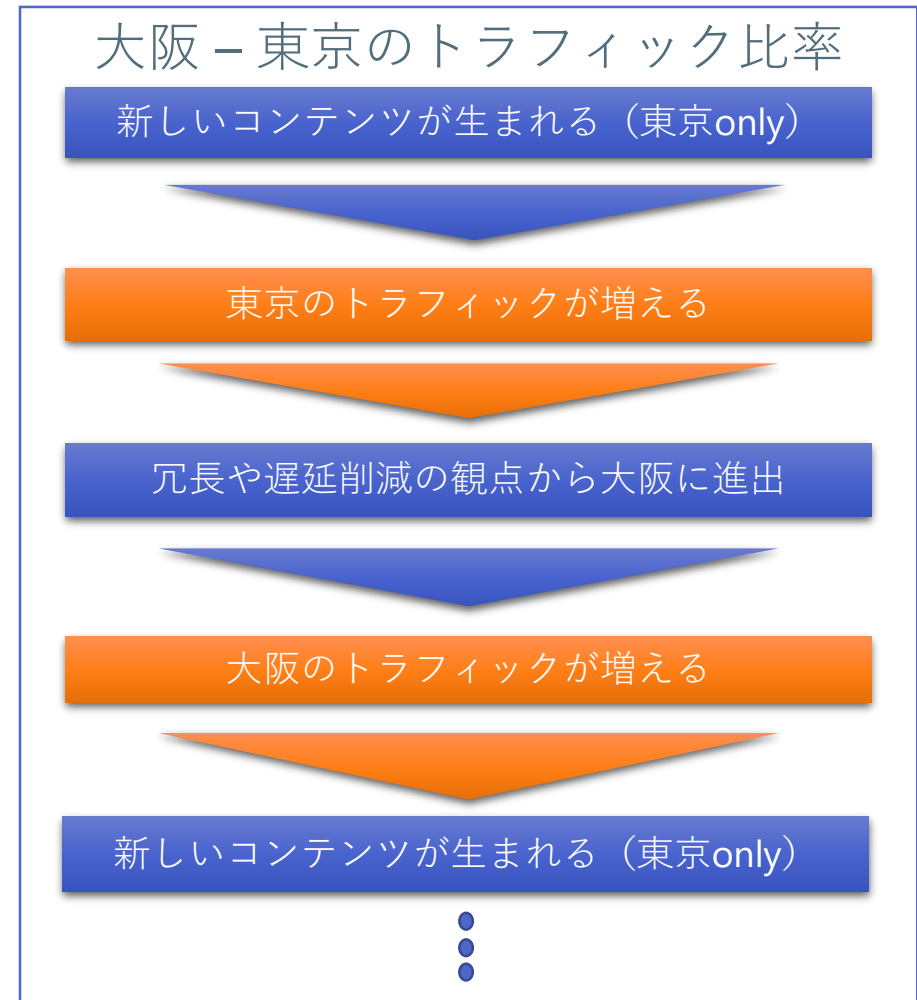 大阪 – 東京のトラフィック比率
新しいコンテンツが生まれる（東京only）
東京のトラフィックが増える
冗長や遅延削減の観点から大阪に進出
大阪のトラフィックが増える
新しいコンテンツが生まれる（東京only）